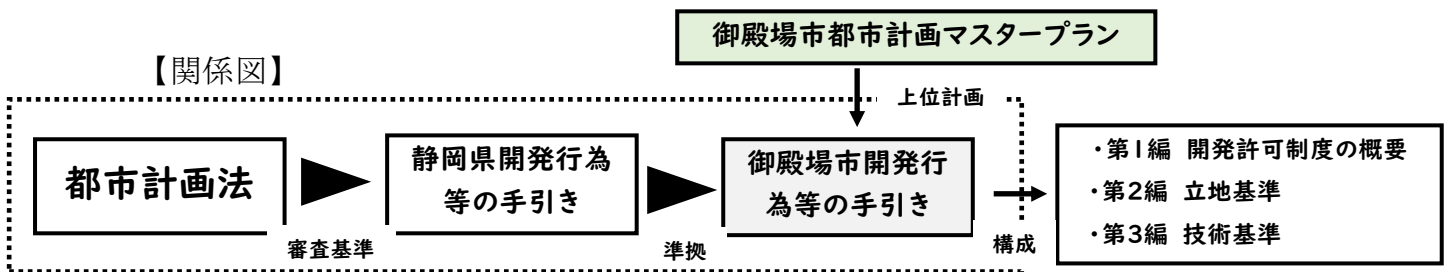 御殿場市都市計画マスタープラン
【関係図】
上位計画
都市計画法
静岡県開発行為
等の手引き
御殿場市開発行
為等の手引き
・第1編 開発許可制度の概要
・第2編 立地基準
・第3編 技術基準
審査基準
準拠
構成